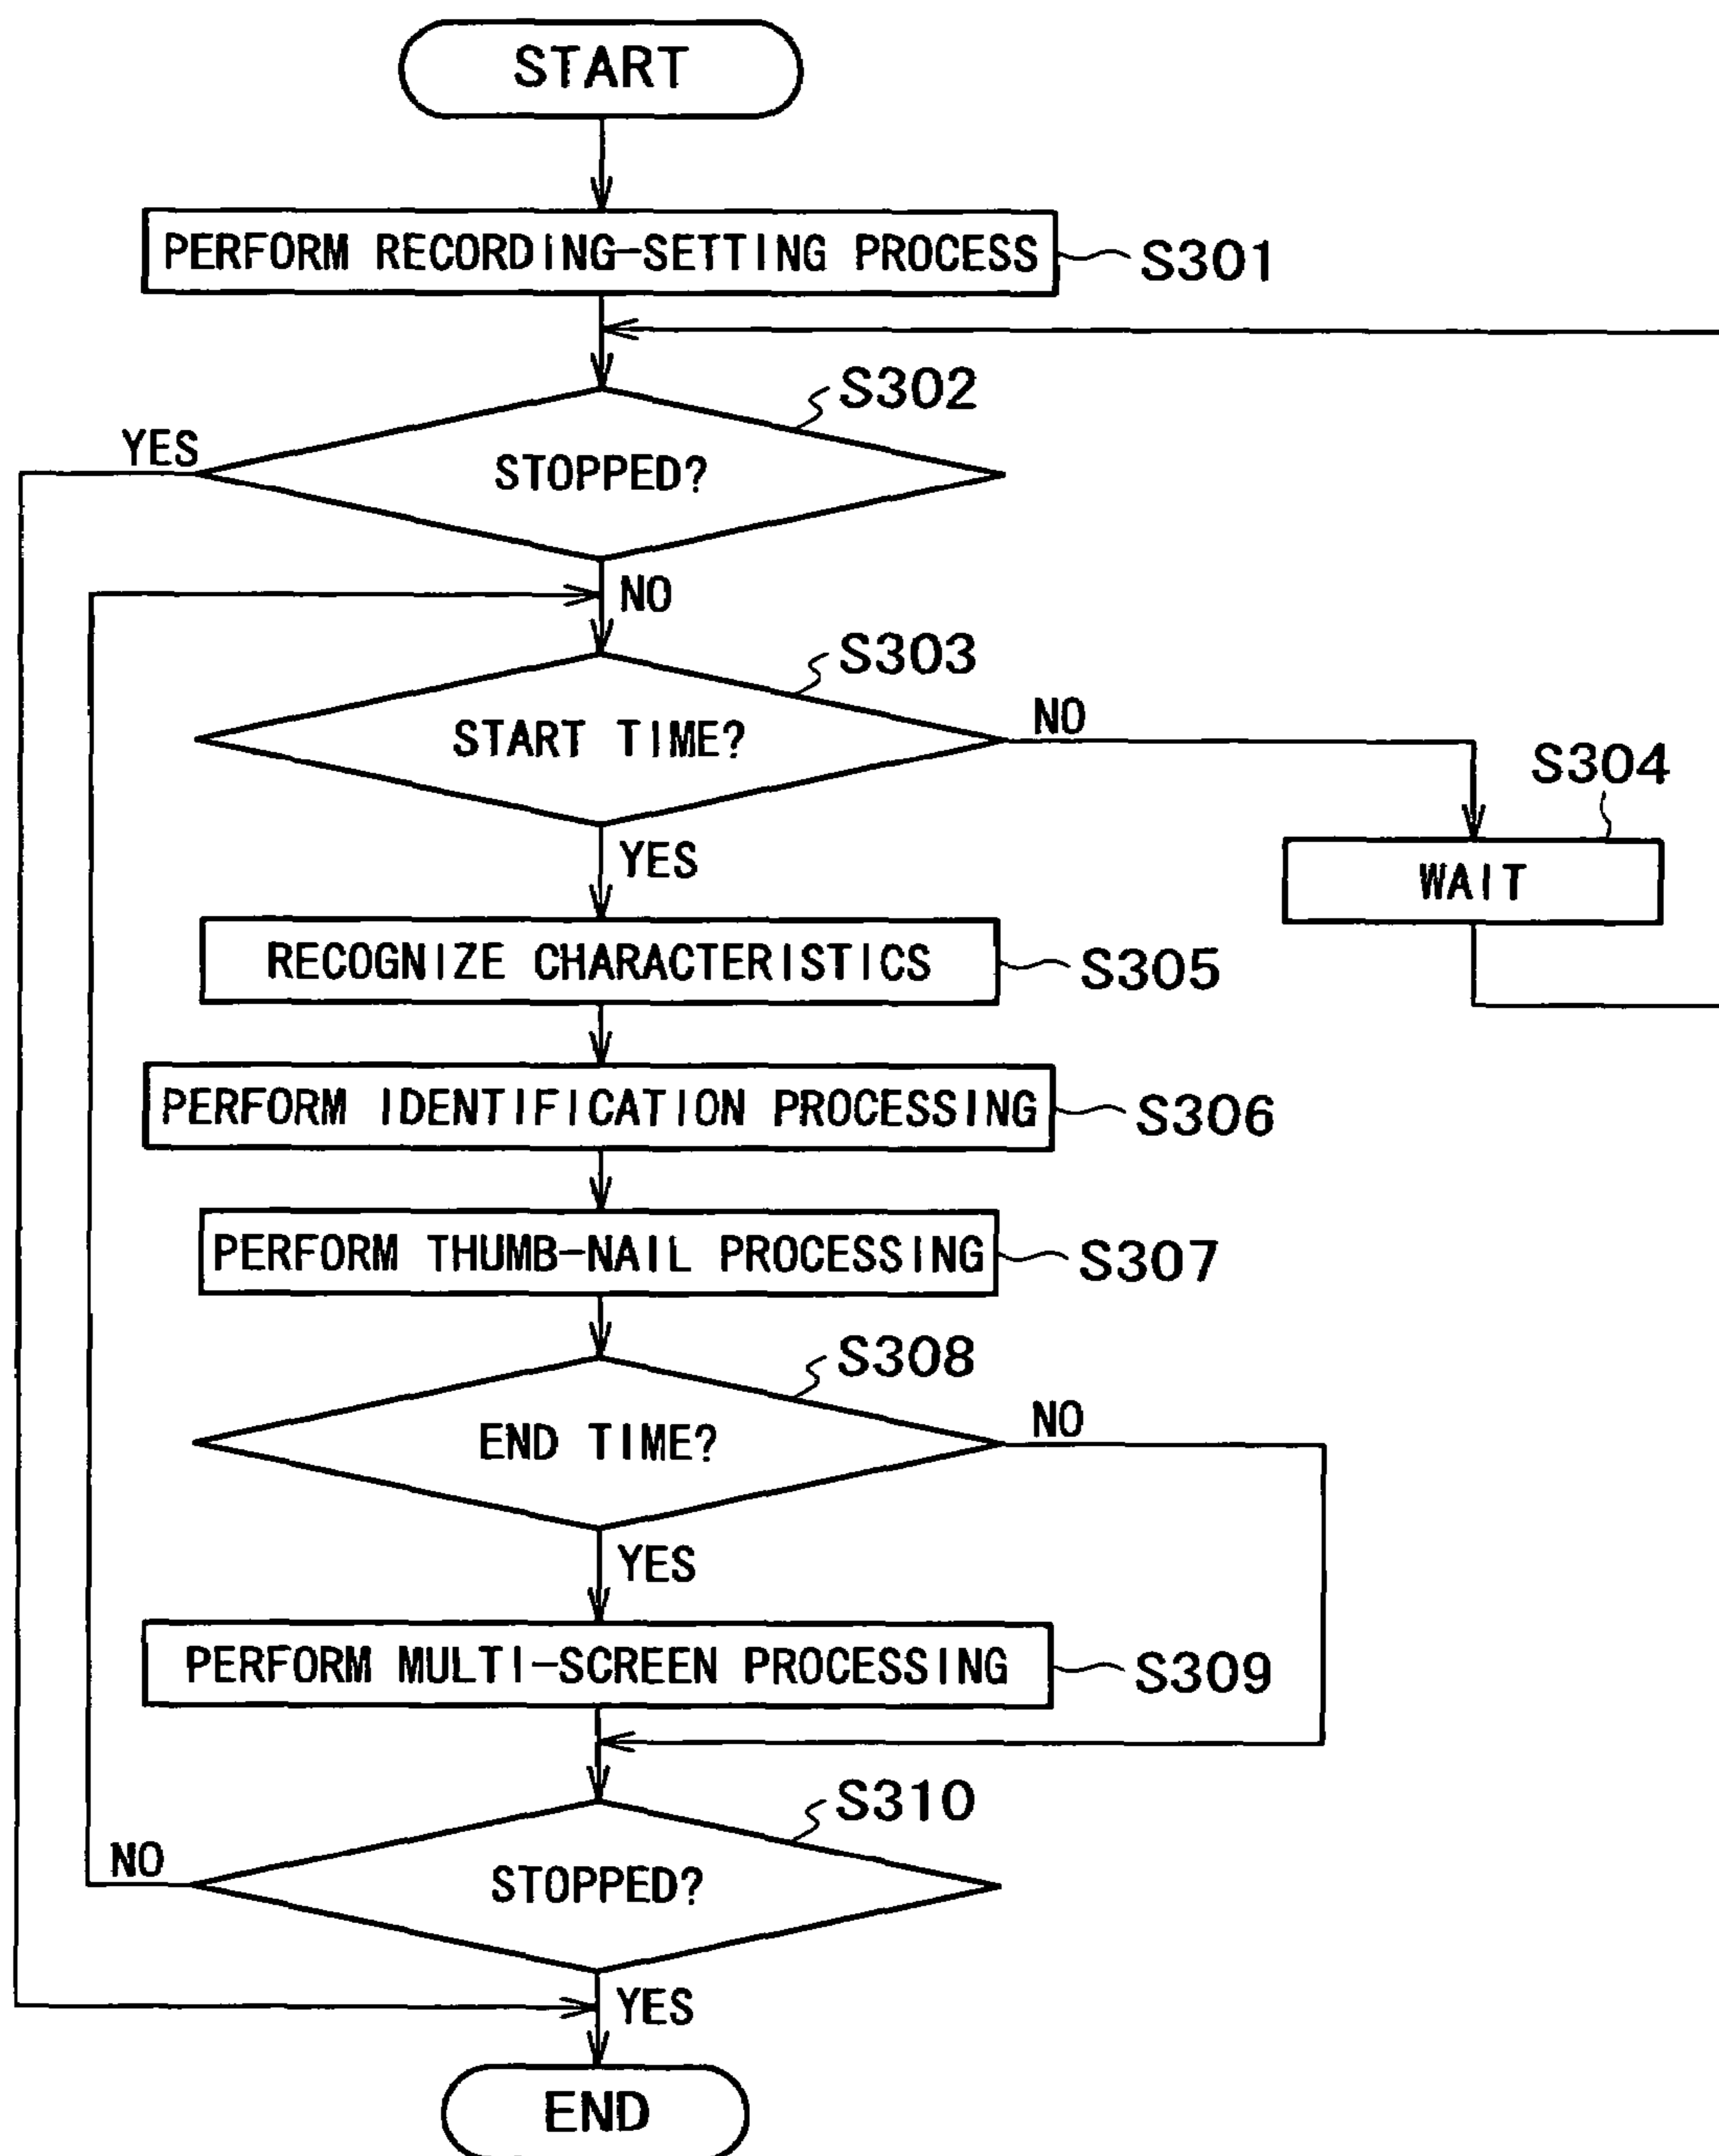 START
PERFORM RECORDING-SETTING PROCESS
S301
S302
YES
STOPPED?
NO
S303
START TIME?
NO
S304
WAIT
YES
RECOGNIZE CHARACTERISTICS
S305
PERFORM IDENTIFICATION PROCESSING
S306
PERFORM THUMB-NAIL PROCESSING
S307
S308
END TIME?
NO
YES
PERFORM MULTI-SCREEN PROCESSING
S309
S310
NO
STOPPED?
YES
END